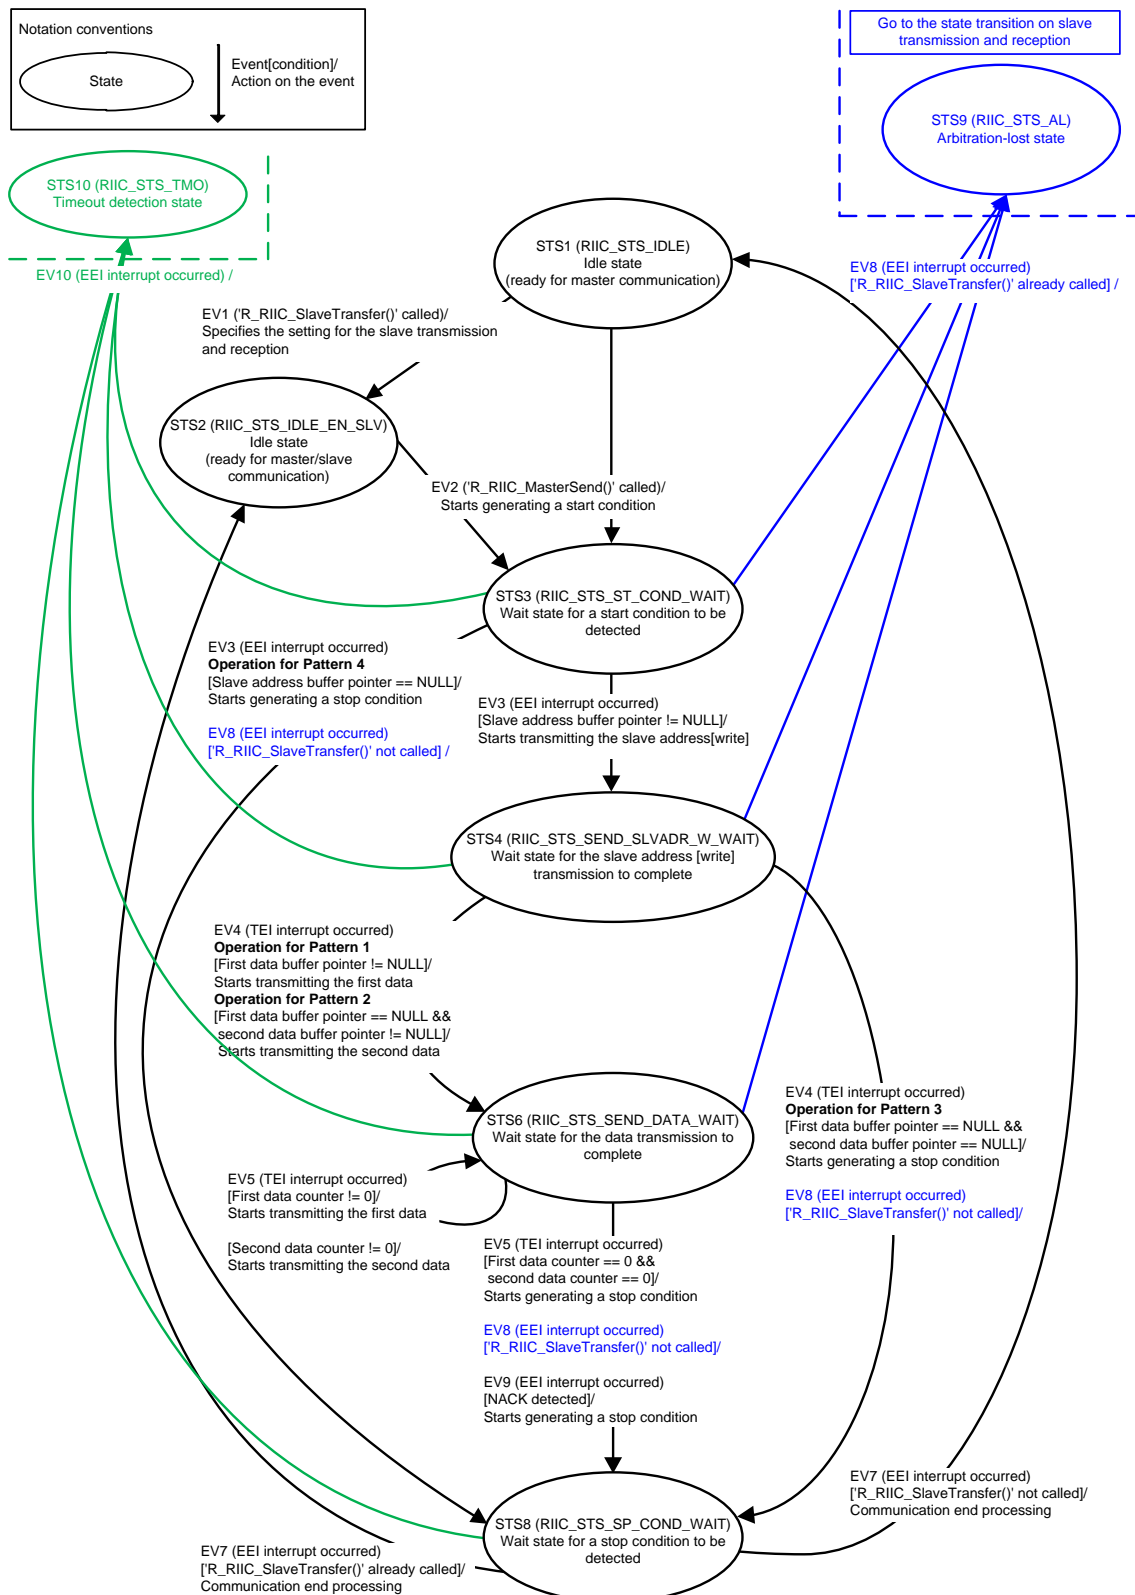 Notation conventions
State
Event[condition]/
Action on the event
Go to the state transition on slave
transmission and reception
STS9 (RIIC_STS_AL)
Arbitration-lost state
STS10 (RIIC_STS_TMO)
Timeout detection state
EV10 (EEI interrupt occurred) /
STS1 (RIIC_STS_IDLE)
Idle state
(ready for master communication)
EV8 (EEI interrupt occurred)
['R_RIIC_SlaveTransfer()' already called] /
EV1 ('R_RIIC_SlaveTransfer()' called)/
Specifies the setting for the slave transmission
and reception
STS2 (RIIC_STS_IDLE_EN_SLV)
Idle state
(ready for master/slave
communication)
EV2 ('R_RIIC_MasterSend()' called)/
Starts generating a start condition
STS3 (RIIC_STS_ST_COND_WAIT)
Wait state for a start condition to be
detected
EV3 (EEI interrupt occurred)
Operation for Pattern 4
[Slave address buffer pointer == NULL]/
Starts generating a stop condition
EV8 (EEI interrupt occurred)
['R_RIIC_SlaveTransfer()' not called] /
EV3 (EEI interrupt occurred)
[Slave address buffer pointer != NULL]/
Starts transmitting the slave address[write]
STS4 (RIIC_STS_SEND_SLVADR_W_WAIT)
Wait state for the slave address [write]
transmission to complete
EV4 (TEI interrupt occurred)
Operation for Pattern 1
[First data buffer pointer != NULL]/
Starts transmitting the first data
Operation for Pattern 2
[First data buffer pointer == NULL &&
second data buffer pointer != NULL]/
Starts transmitting the second data
EV4 (TEI interrupt occurred)
Operation for Pattern 3
[First data buffer pointer == NULL &&
second data buffer pointer == NULL]/
Starts generating a stop condition
EV8 (EEI interrupt occurred)
['R_RIIC_SlaveTransfer()' not called]/
STS6 (RIIC_STS_SEND_DATA_WAIT)
Wait state for the data transmission to
complete
EV5 (TEI interrupt occurred)
[First data counter != 0]/
Starts transmitting the first data
[Second data counter != 0]/
Starts transmitting the second data
EV5 (TEI interrupt occurred)
[First data counter == 0 &&
second data counter == 0]/
Starts generating a stop condition
EV8 (EEI interrupt occurred)
['R_RIIC_SlaveTransfer()' not called]/
EV9 (EEI interrupt occurred)
[NACK detected]/
Starts generating a stop condition
EV7 (EEI interrupt occurred)
['R_RIIC_SlaveTransfer()' not called]/
Communication end processing
STS8 (RIIC_STS_SP_COND_WAIT)
Wait state for a stop condition to be
detected
EV7 (EEI interrupt occurred)
['R_RIIC_SlaveTransfer()' already called]/
Communication end processing